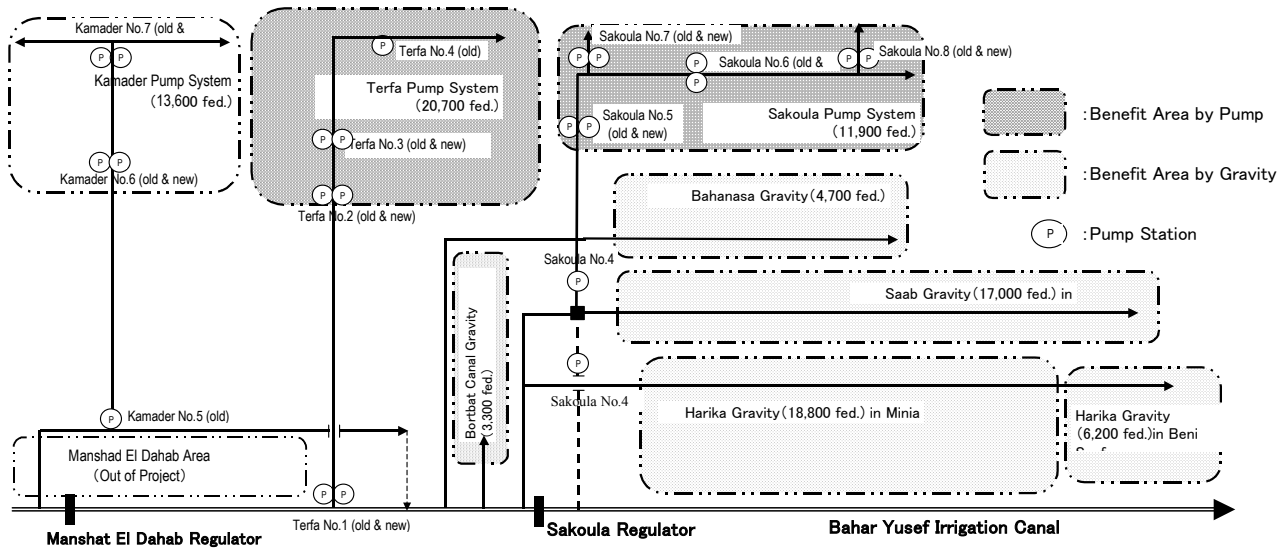 Kamader No.7 (old &
P P
Kamader Pump System
(13,600 fed.)
P P
Kamader No.6 (old & new)
P
Kamader No.5 (old)
Manshad El Dahab Area
(Out of Project)
Manshat El Dahab Regulator
P
Terfa No.4 (old)
Terfa Pump System
(20,700 fed.)
P P
Terfa No.3 (old & new)
P P
Terfa No.2 (old & new)
P P
Terfa No.1 (old & new)
Sakoula No.7 (old & new)
P P
P
Sakoula No.6 (old &
P
Sakoula No.8 (old & new)
P P
Sakoula No.5
(old & new)
P P
Sakoula Pump System
(11,900 fed.)
Bahanasa Gravity (4,700 fed.)
Sakoula No.4
P
Saab Gravity (17,000 fed.) in
Bortbat Canal Gravity
(3,300 fed.)
P
Sakoula No.4
Harika Gravity (18,800 fed.) in Minia
Harika Gravity
(6,200 fed.)in Beni
Sakoula Regulator
Bahar Yusef Irrigation Canal
:Benefit Area by Pump
:Benefit Area by Gravity
P
:Pump Station